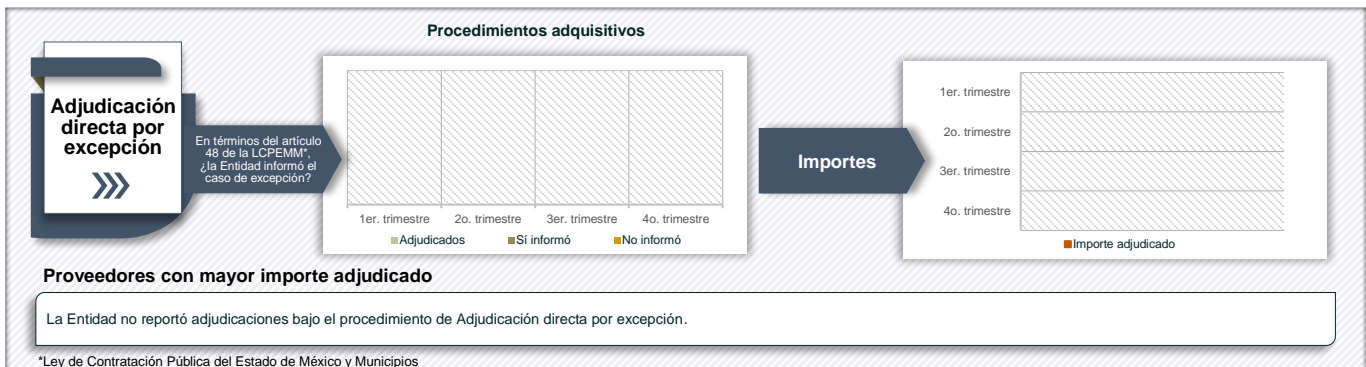 Procedimientos adquisitivos
Adjudicación
directa por
excepción
En términos del artículo
48 de la LCPEMM*,
¿la Entidad informó el
caso de excepción?
1er. trimestre
2o. trimestre
3er. trimestre
4o. trimestre
Adjudicados
Sí informó
No informó
Importes
1er. trimestre
2o. trimestre
3er. trimestre
4o. trimestre
Importe adjudicado
Proveedores con mayor importe adjudicado
La Entidad no reportó adjudicaciones bajo el procedimiento de Adjudicación directa por excepción.
*Ley de Contratación Pública del Estado de México y Municipios